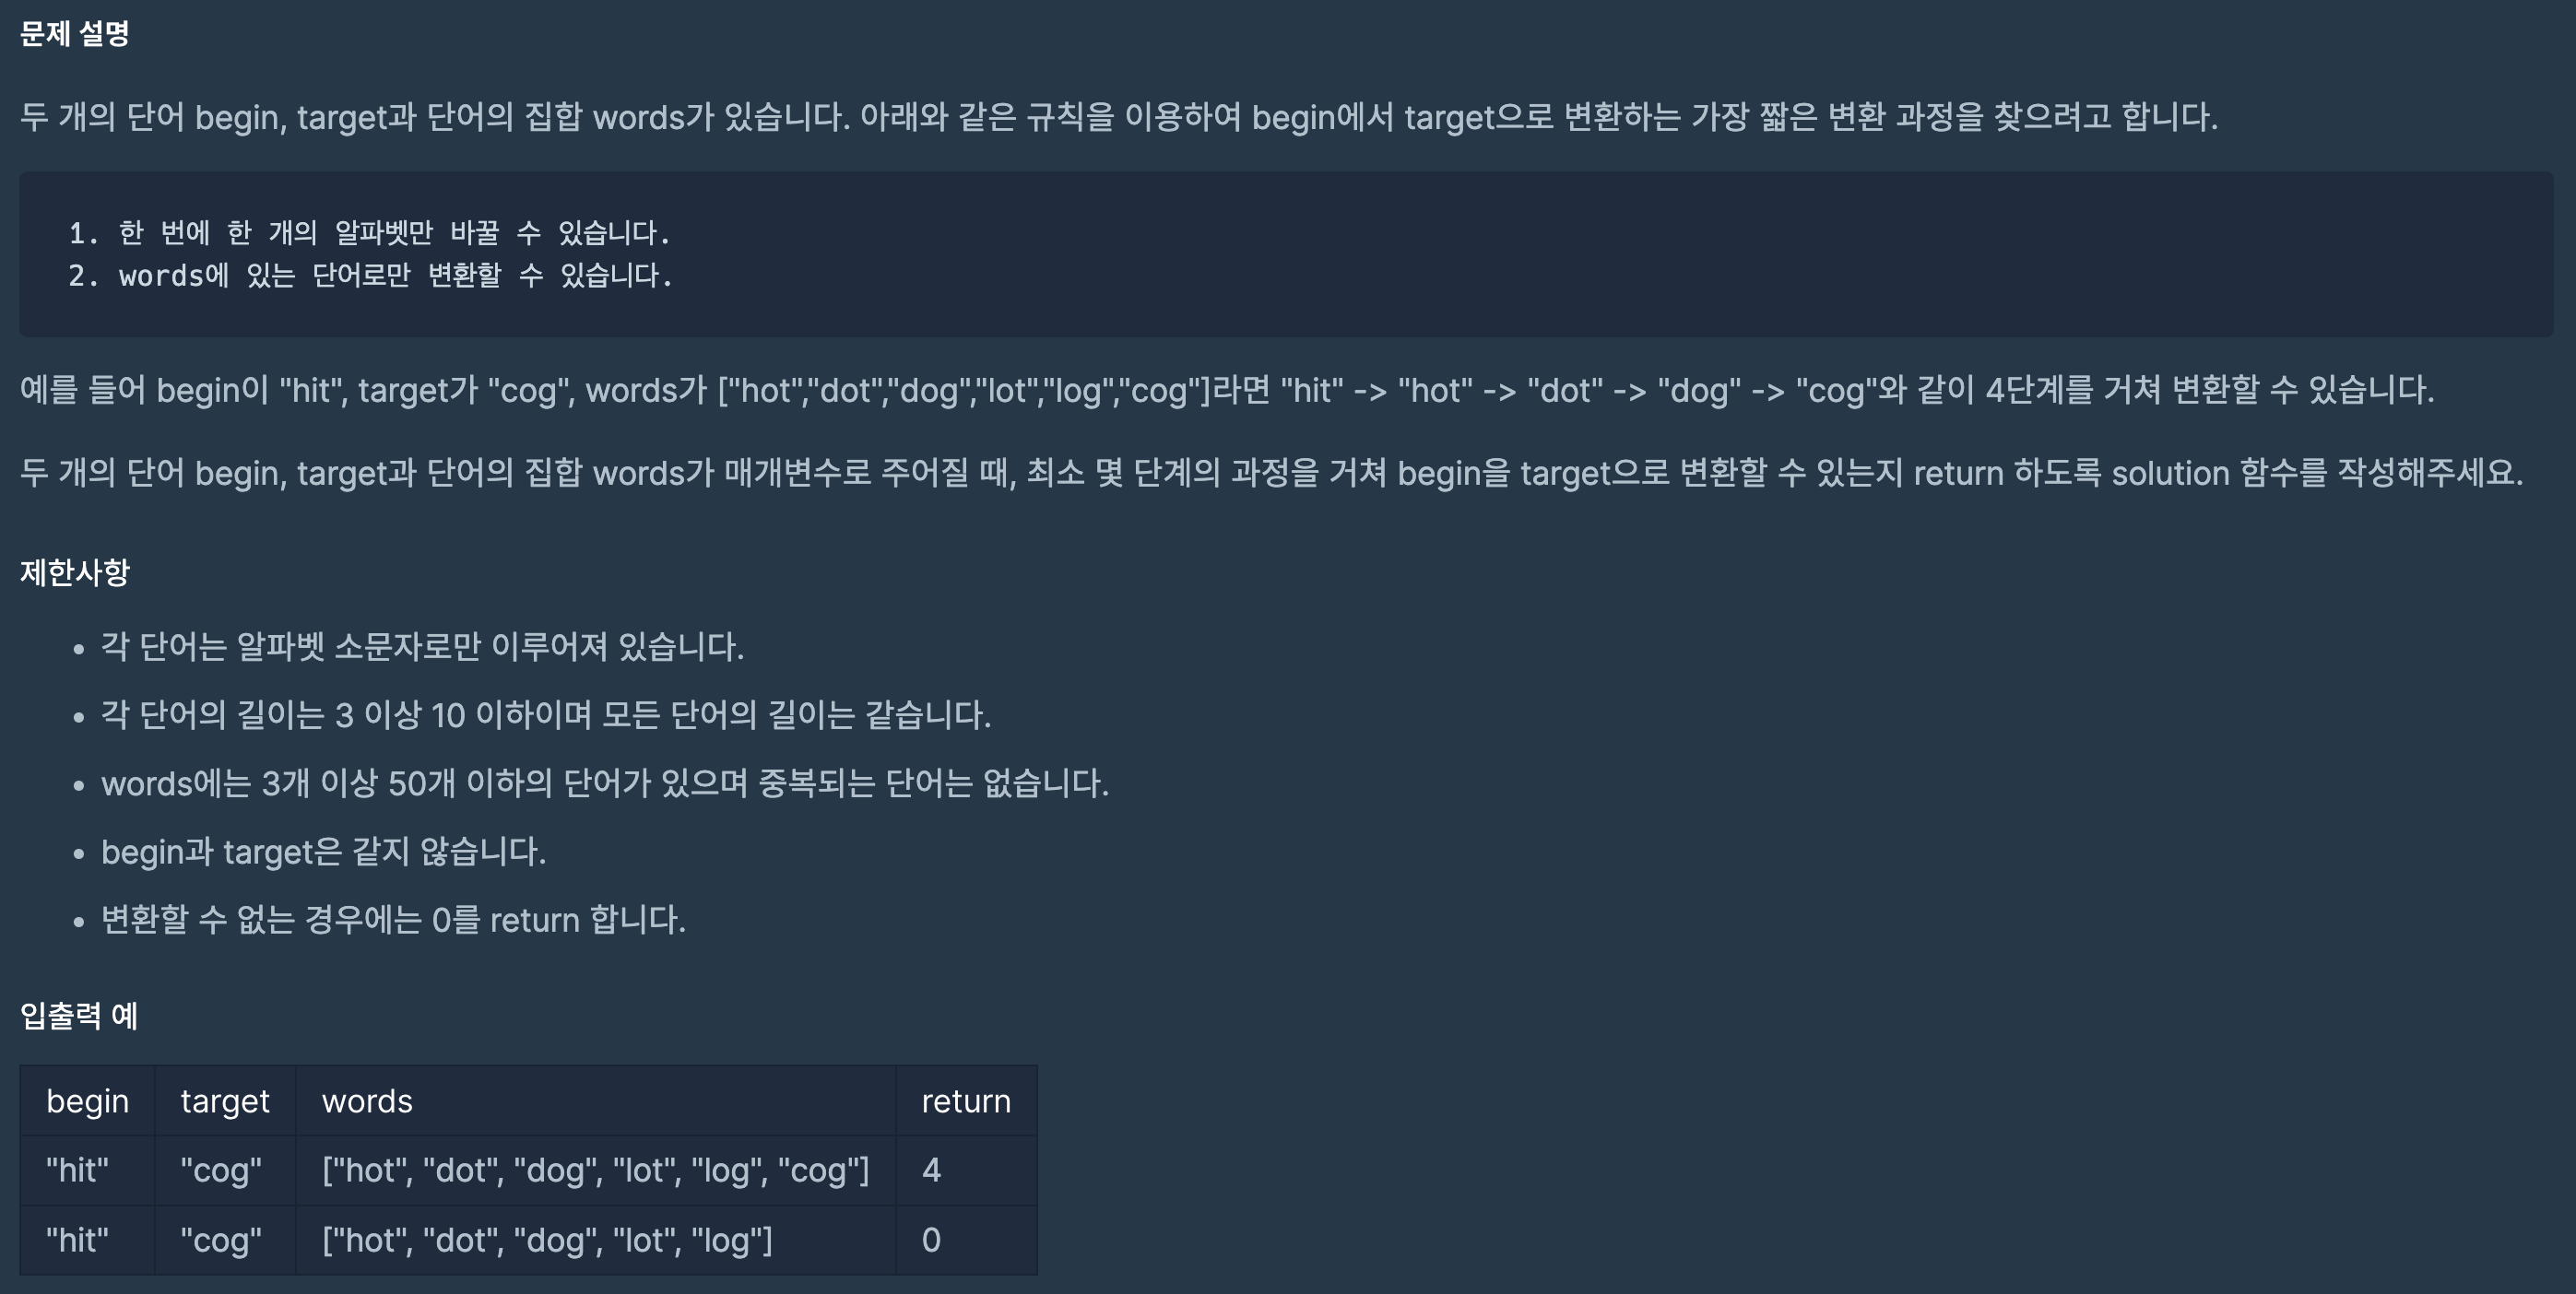 문제 설명
두 개의 단어 begin, target과 단어의 집합 words가 있습니다. 아래와 같은 규칙을 이용하여 begin에서 target으로 변환하는 가장 짧은 변환 과정을 찾으려고 합니다.
1. 한 번에 한 개의 알파벳만 바꿀 수 있습니다.
2. words에 있는 단어로만 변환할 수 있습니다.
예를 들어 begin이 "hit", target가 "cog", words가 ["hot","dot","dog","lot","log","cog"]라면 "hit" -> "hot" -> "dot" -> "dog" -> "cog"와 같이 4단계를 거쳐 변환할 수 있습니다.
두 개의 단어 begin, target과 단어의 집합 words가 매개변수로 주어질 때, 최소 몇 단계의 과정을 거쳐 begin을 target으로 변환할 수 있는지 return 하도록 solution 함수를 작성해주세요.
제한사항
• 각 단어는 알파벳 소문자로만 이루어져 있습니다.
• 각 단어의 길이는 3 이상 10 이하이며 모든 단어의 길이는 같습니다.
• words에는 3개 이상 50개 이하의 단어가 있으며 중복되는 단어는 없습니다.
• begin과 target은 같지 않습니다.
• 변환할 수 없는 경우에는 0를 return 합니다.
입출력 예
begin target words return
"hit" "cog" ["hot", "dot", "dog", "lot", "log", "cog"] 4
"hit" "cog" ["hot", "dot", "dog", "lot", "log"] 0